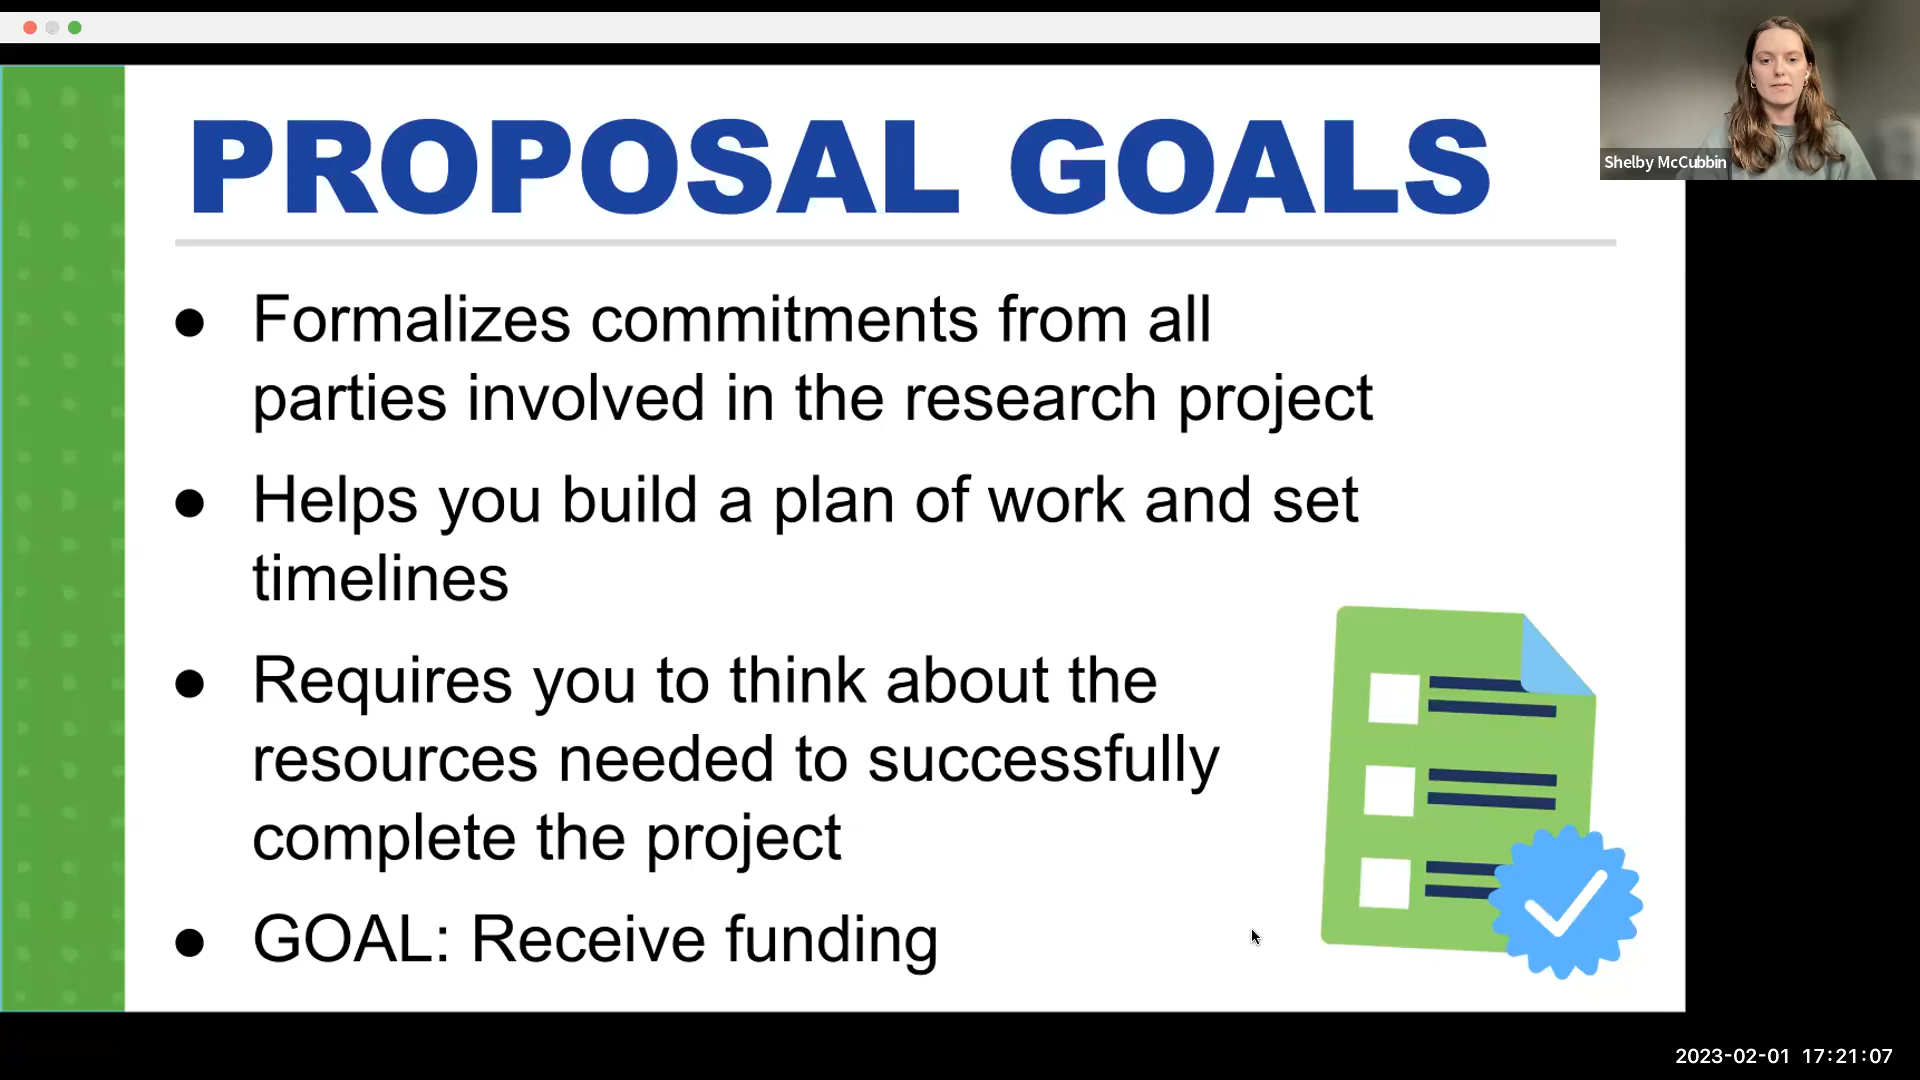 PROPOSAL GOALS
Shelby McCubbin
● Formalizes commitments from all
parties involved in the research project
● Helps you build a plan of work and set
timelines
● Requires you to think about the
resources needed to successfully
complete the project
● GOAL: Receive funding
2023-02-01 17:21:07